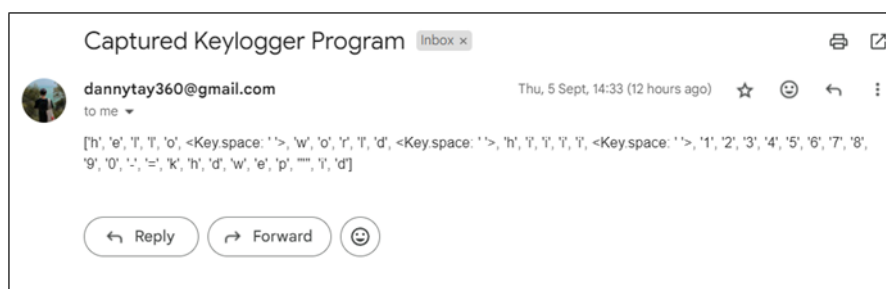 Captured Keylogger Program Inbox ×
dannytay360@gmail.com Thu, 5 Sept, 14:33 (12 hours ago)
to me
['h', 'e', 'l', 'l', 'o', <Key.space: ' '>, 'w', 'o', 'r', 'l', 'd', <Key.space: ' '>, 'h', 'i', 'i', 'i', 'i', <Key.space: ' '>, '1', '2', '3', '4', '5', '6', '7', '8',
'9', '0', '-', '=', 'k', 'h', 'd', 'w', 'e', 'p', '"'", 'i', 'd']
Reply Forward